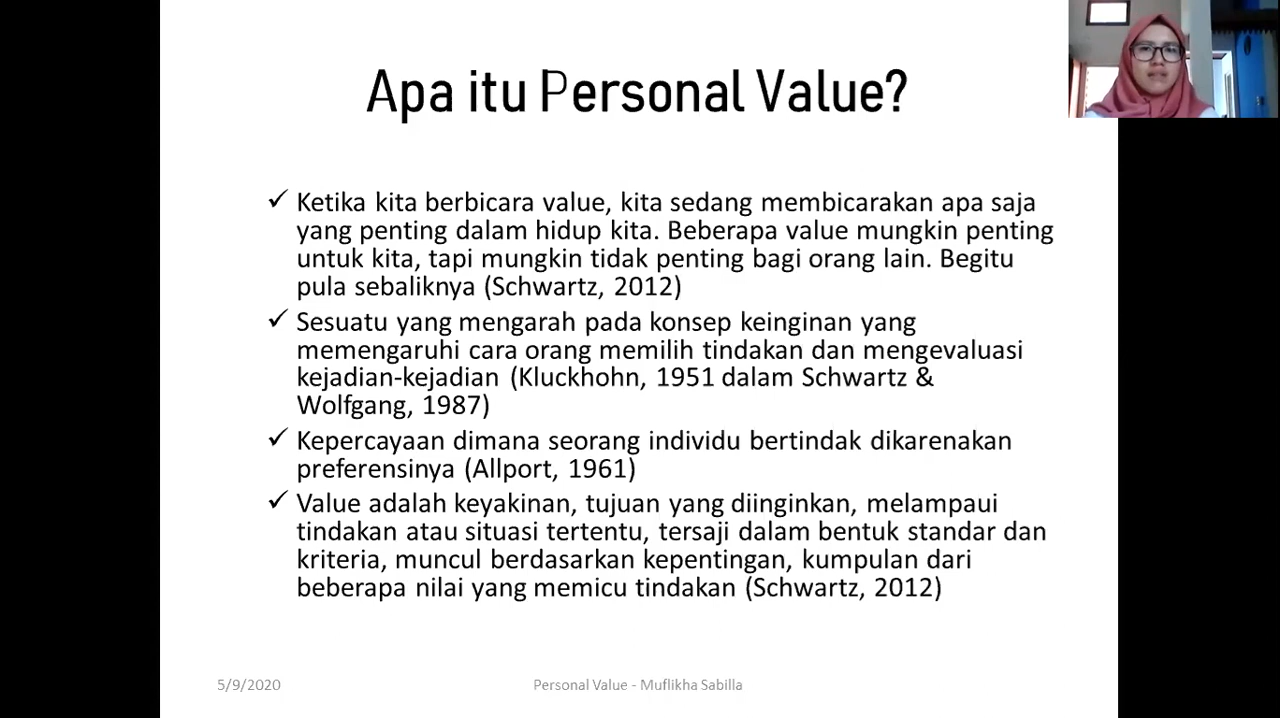 Apa itu Personal Value?
✓ Ketika kita berbicara value, kita sedang membicarakan apa saja
yang penting dalam hidup kita. Beberapa value mungkin penting
untuk kita, tapi mungkin tidak penting bagi orang lain. Begitu
pula sebaliknya (Schwartz, 2012)
✓ Sesuatu yang mengarah pada konsep keinginan yang
memengaruhi cara orang memilih tindakan dan mengevaluasi
kejadian-kejadian (Kluckhohn, 1951 dalam Schwartz &
Wolfgang, 1987)
✓ Kepercayaan dimana seorang individu bertindak dikarenakan
preferensinya (Allport, 1961)
✓ Value adalah keyakinan, tujuan yang diinginkan, melampaui
tindakan atau situasi tertentu, tersaji dalam bentuk standar dan
kriteria, muncul berdasarkan kepentingan, kumpulan dari
beberapa nilai yang memicu tindakan (Schwartz, 2012)
5/9/2020
Personal Value - Muflikha Sabilla